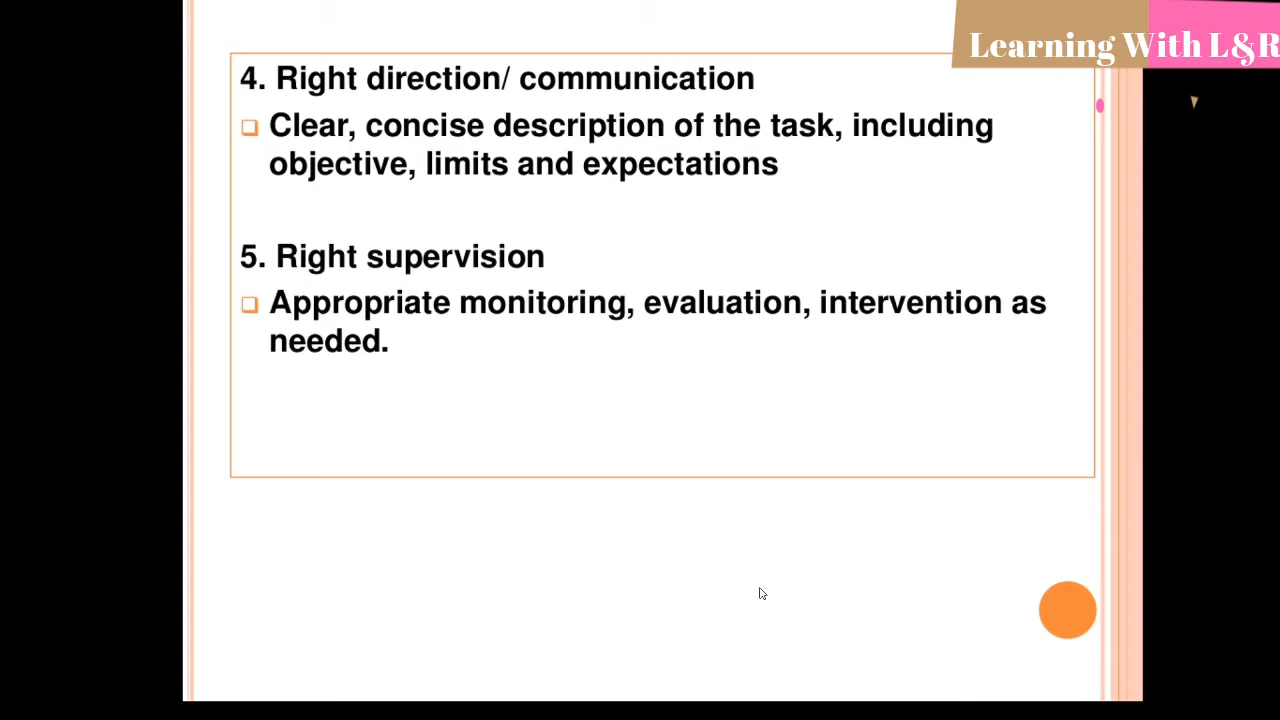 Learning With L&R
4. Right direction/ communication
Clear, concise description of the task, including
objective, limits and expectations
5. Right supervision
Appropriate monitoring, evaluation, intervention as
needed.